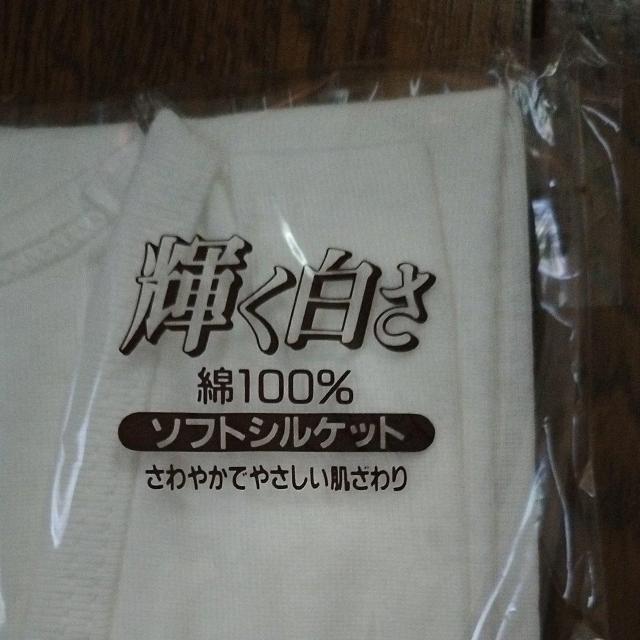 輝く白さ
綿100%
ソフトシルケット
さわやかでやさしい肌ざわり